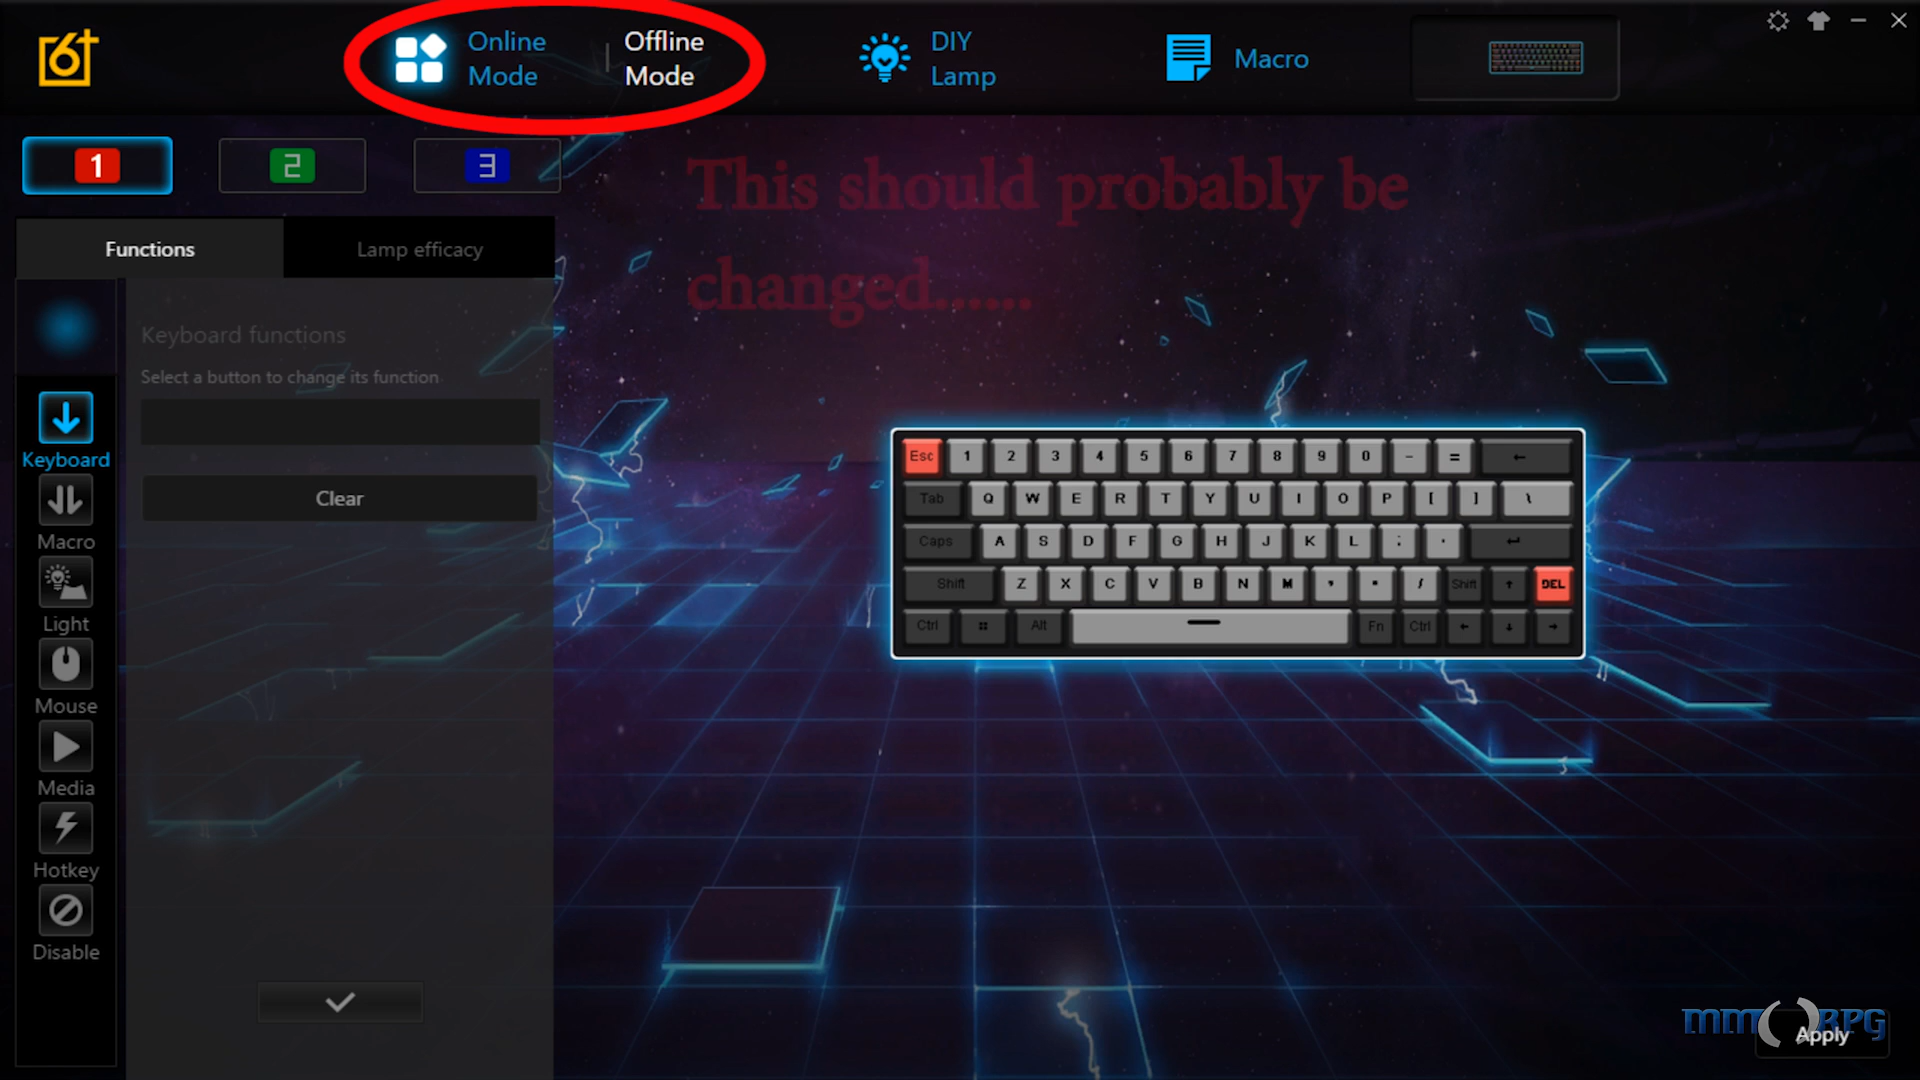 6+
Online
Mode
Offline
Mode
DIY
Lamp
Macro
1
2
3
This should probably be
changed......
Functions
Lamp efficacy
Keyboard functions
Select a button to change its function
Clear
Keyboard
Macro
Light
Mouse
Media
Hotkey
Disable
Esc 1 2 3 4 5 6 7 8 9 0 - = ←
Tab Q W E R T Y U I O P [ ] \
Caps A S D F G H J K L ; ' ↵
Shift Z X C V B N M , . / Shift ↑ DEL
Ctrl Alt Fn Ctrl ← ↓ →
MMORPG
Apply